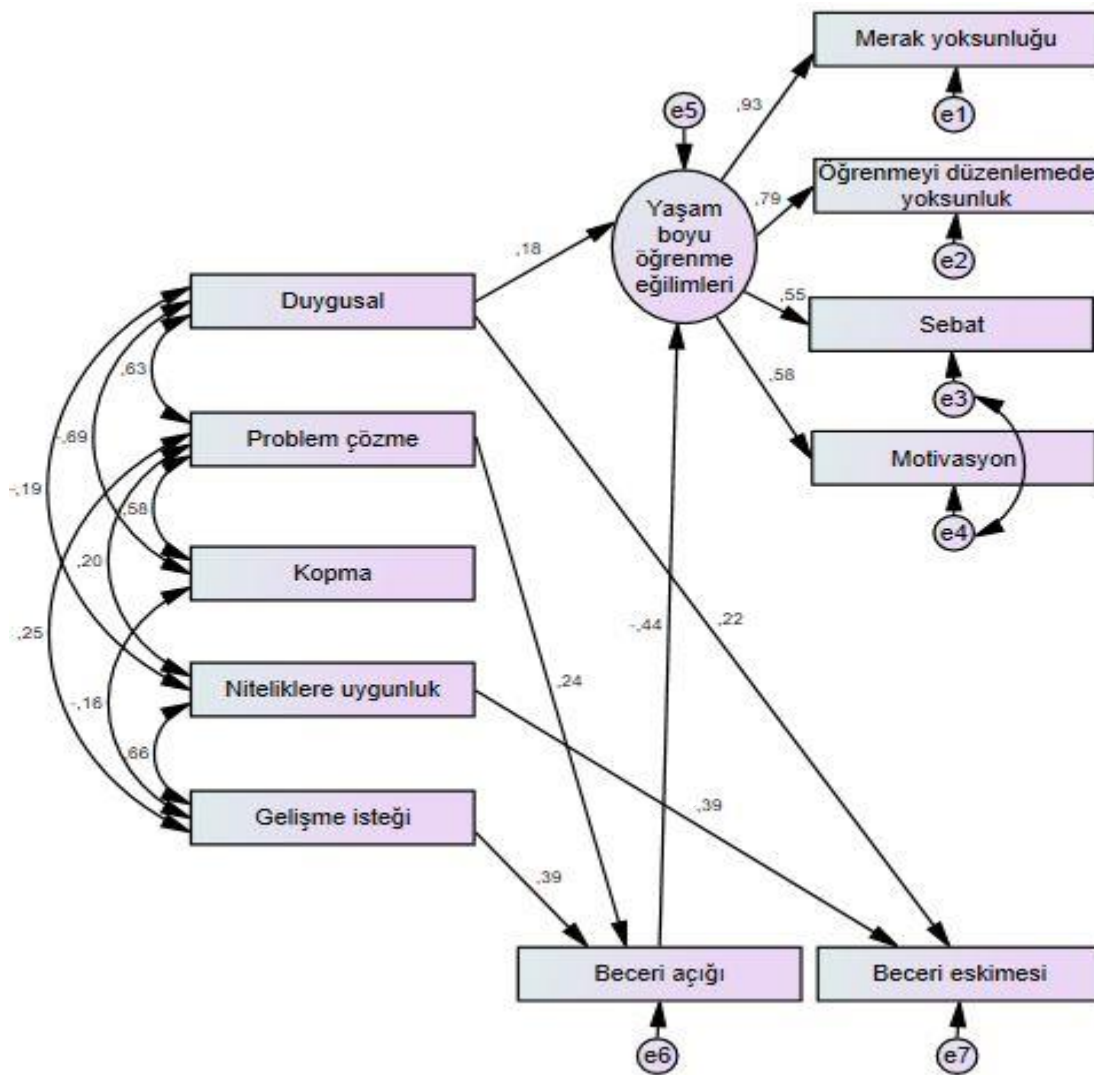 Merak yoksunluğu
e1
,93
e5
Öğrenmeyi düzenlemede
yoksunluk
e2
,79
Yaşam
boyu
öğrenme
eğilimleri
,18
Duygusal
,55
Sebat
e3
,63
,58
Problem çözme
Motivasyon
e4
-,69
-,19
,58
,20
Kopma
-,44
,22
,25
Niteliklere uygunluk
,24
-,16
,66
Gelişme isteği
,39
,39
Beceri açığı
Beceri eskimesi
e6
e7